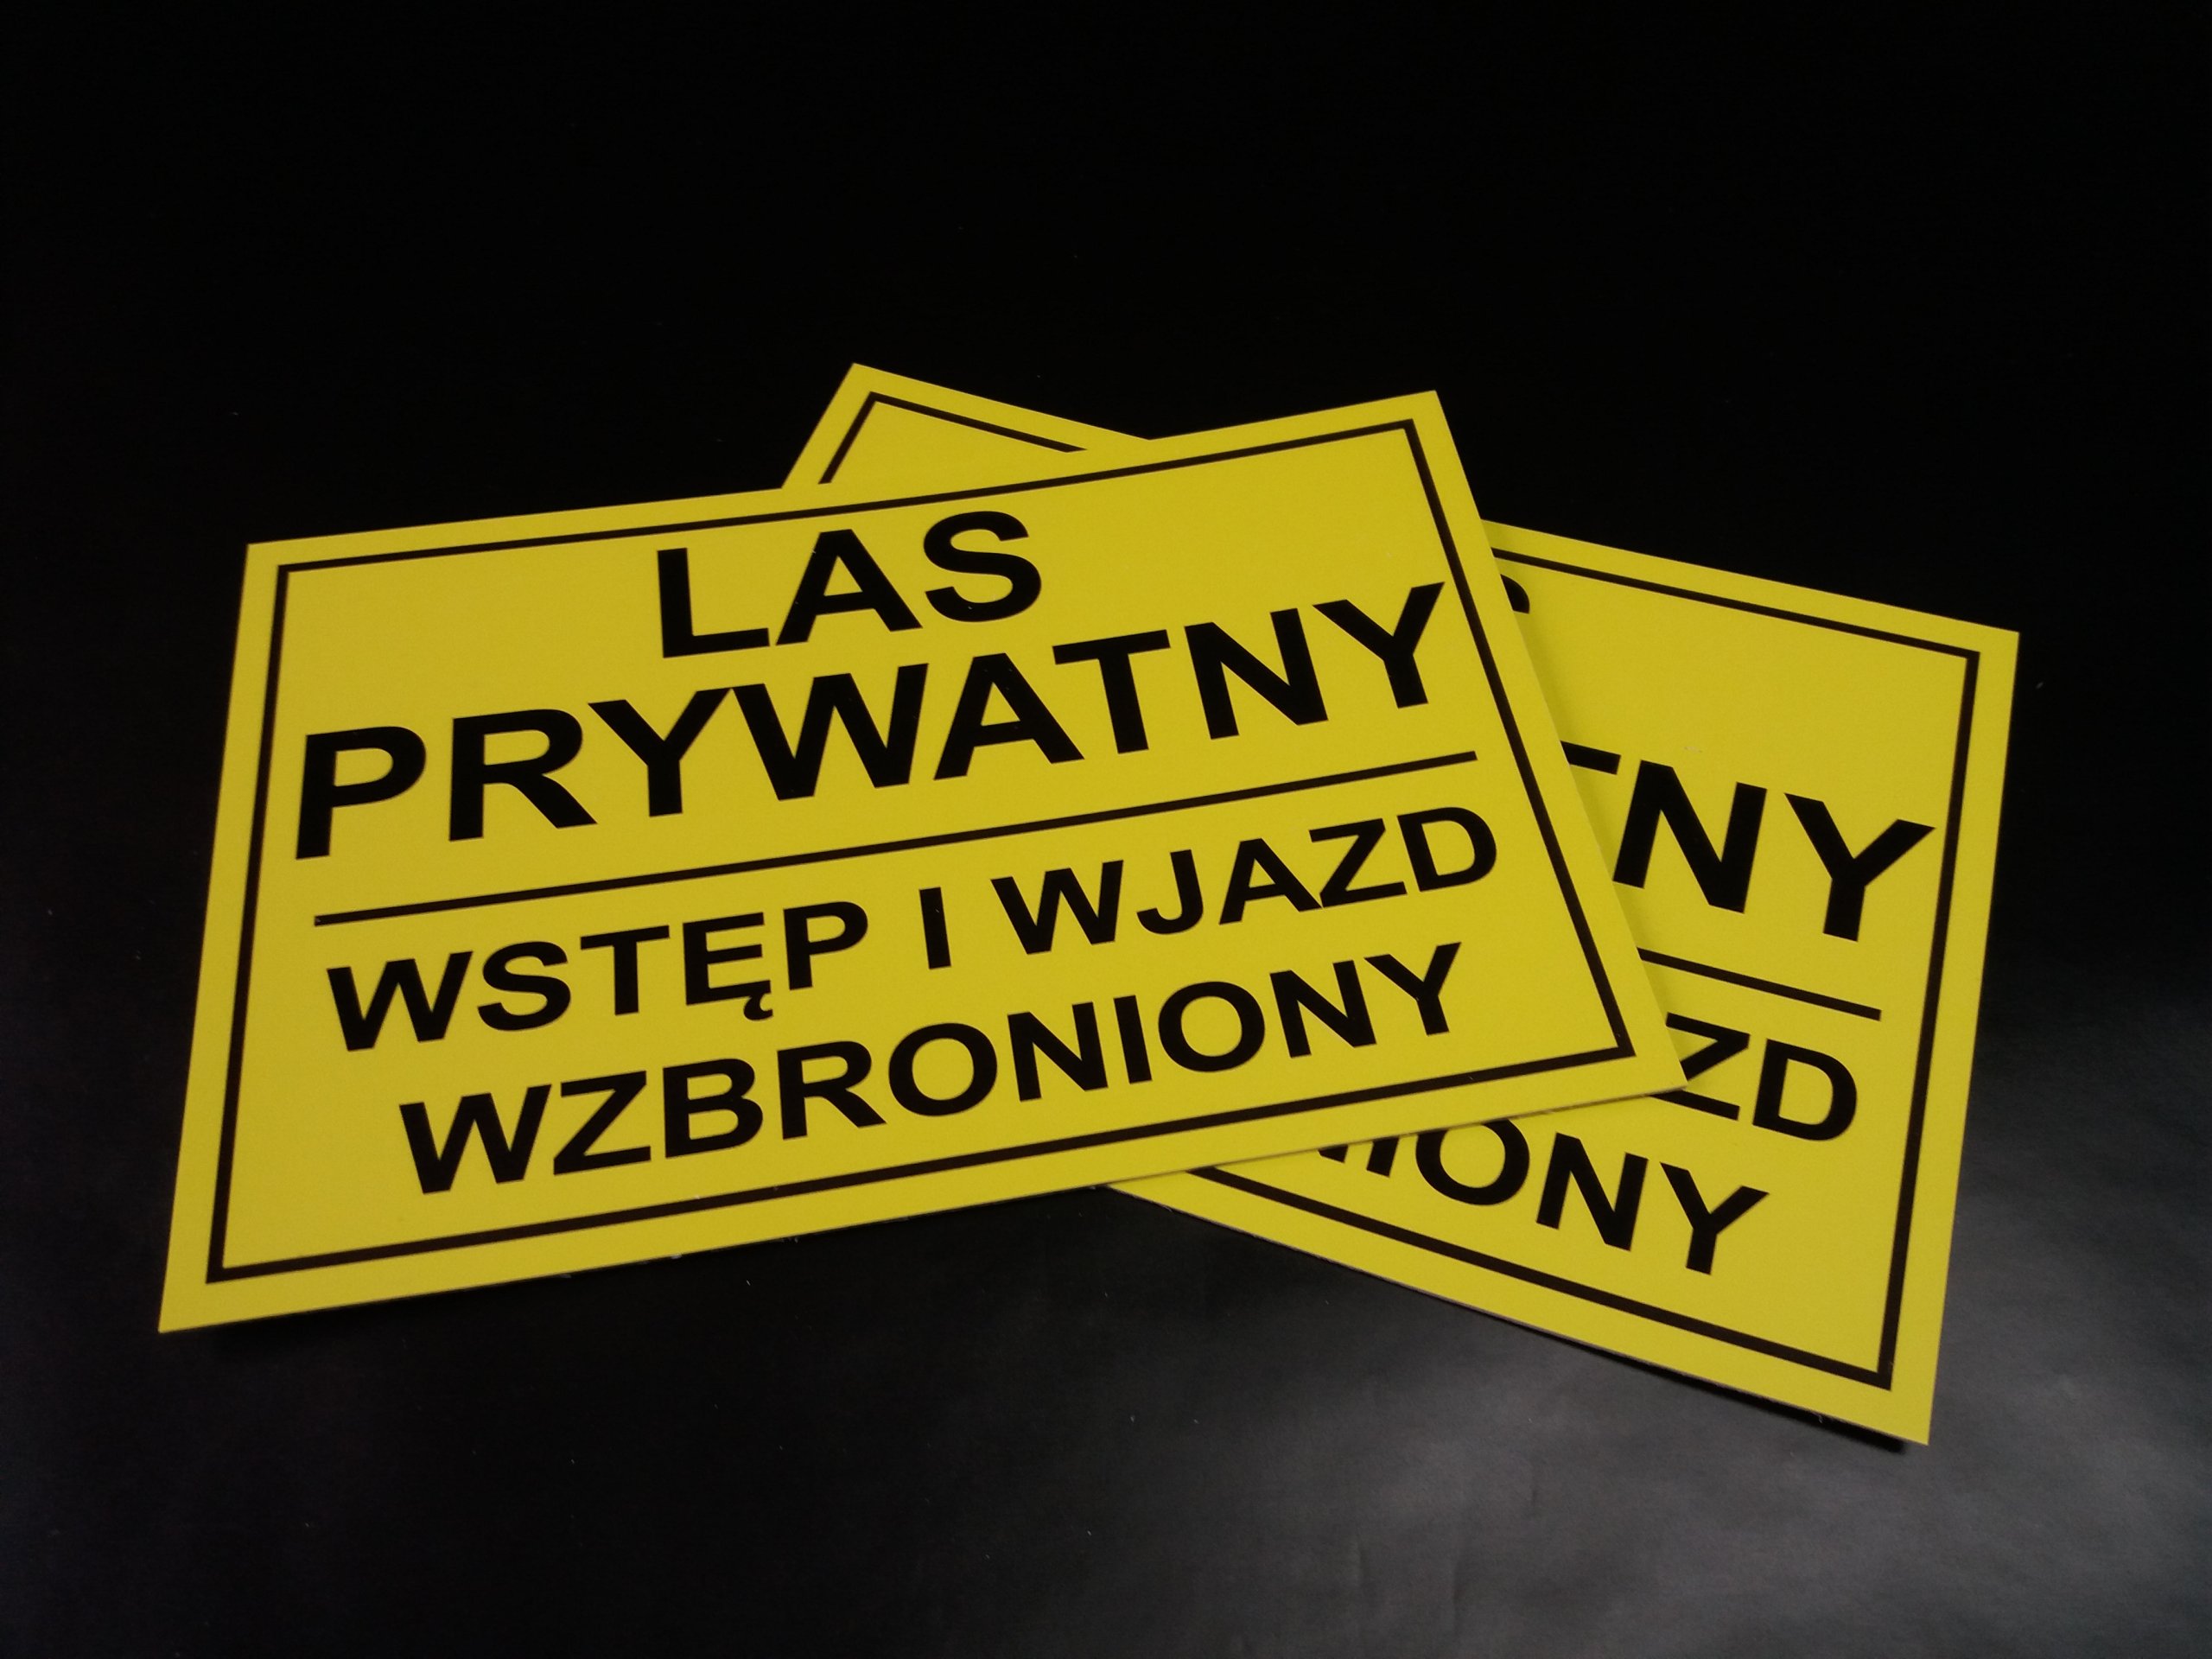 LAS
PRYWATNY
WSTĘP I WJAZD
WZBRONIONY